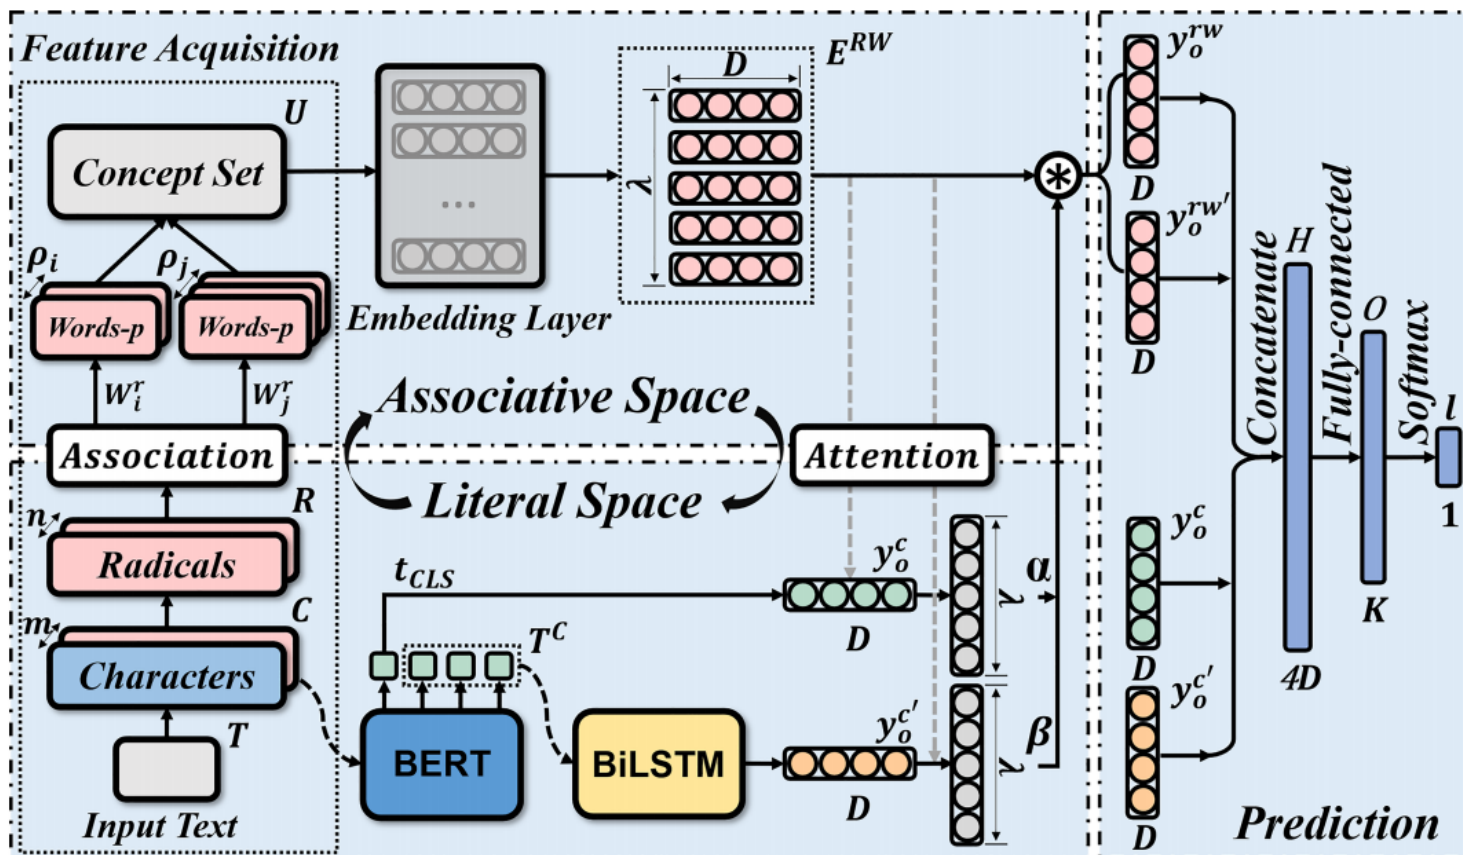 Feature Acquisition
U
Concept Set
ρ_i
ρ_j
Words-p
Words-p
W_i^r
W_j^r
Association
n
R
Radicals
m
C
Characters
T
Input Text
...
Embedding Layer
D
E^{RW}
λ
Associative Space
Literal Space
Attention
*
t_{CLS}
T^C
BERT
BiLSTM
y_o^c
D
y_o^{c'}
D
λ
α
λ
β
y_o^{rw}
D
y_o^{rw'}
D
y_o^c
D
y_o^{c'}
D
Concatenate
H
4D
Fully-connected
O
K
Softmax
l
1
Prediction